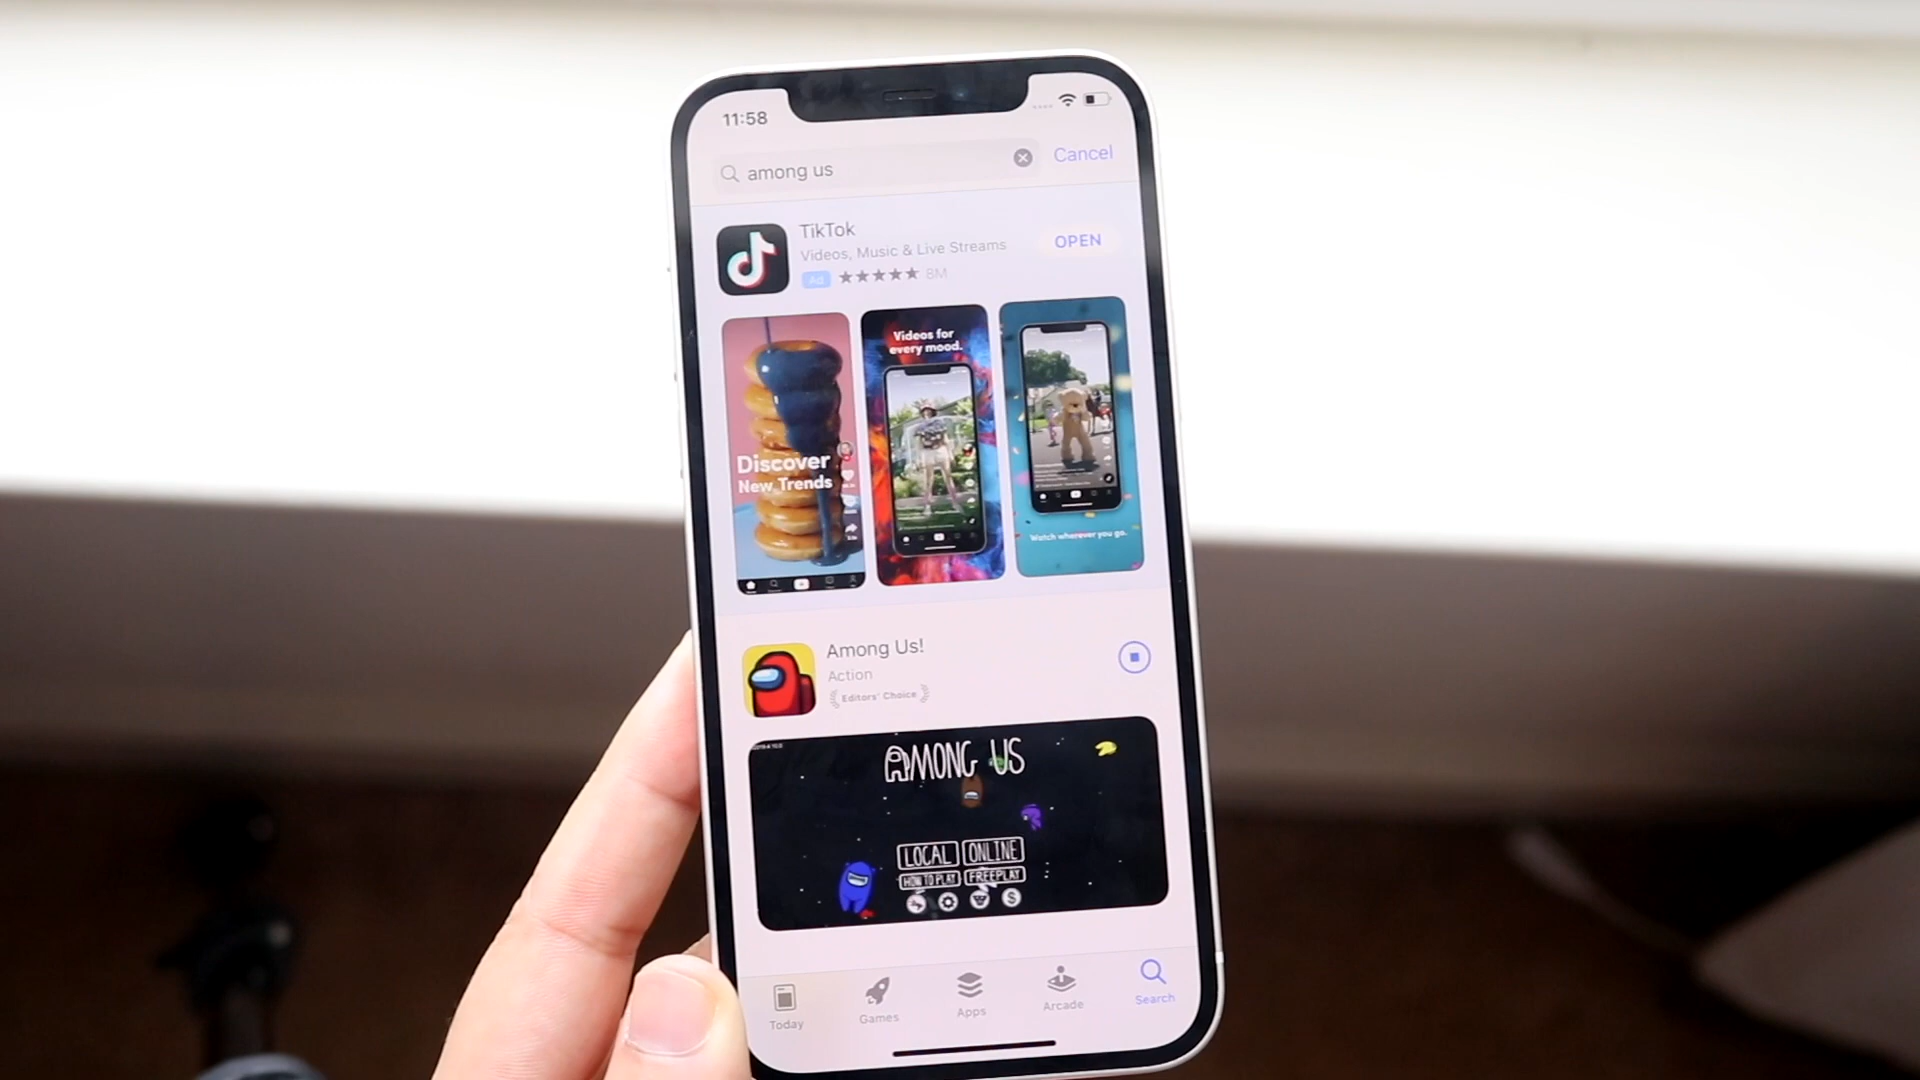 11:58
among us
Cancel
TikTok
Videos, Music & Live Streams
OPEN
Ad
8M
Discover
New Trends
Videos for
every mood.
Watch wherever you go.
Among Us!
Action
Editors' Choice
AMONG US
LOCAL
ONLINE
HOW TO PLAY
FREEPLAY
$
Today
Games
Apps
Arcade
Search